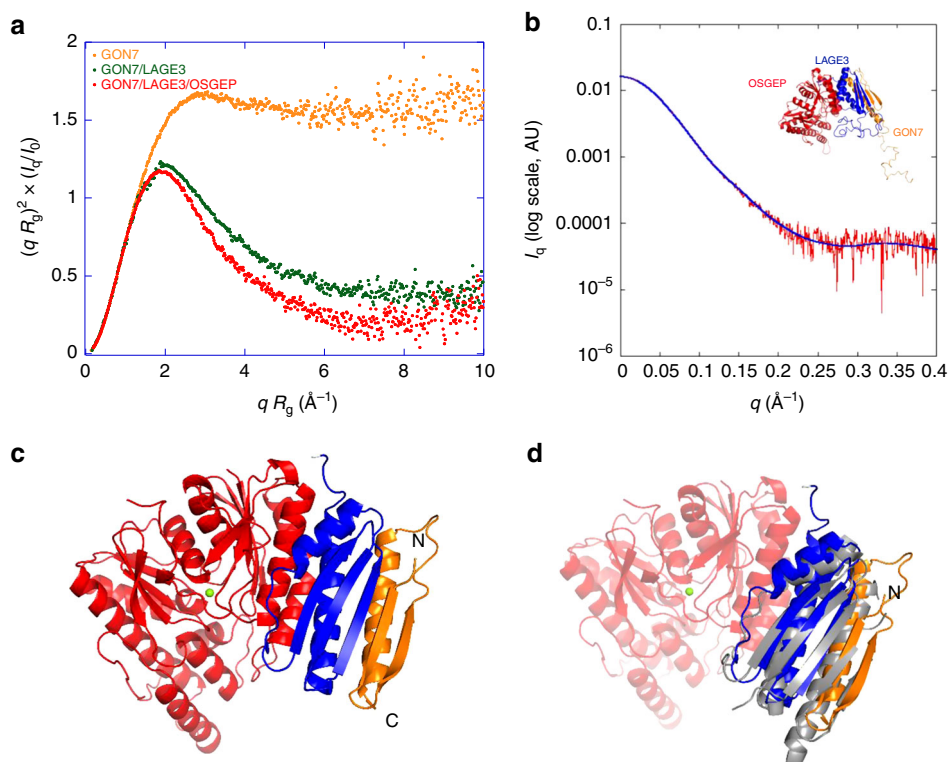 a
2
1.5
1
0.5
0
0
2
4
6
8
10
(q Rg)² × (Iq/I0)
q Rg (Å⁻¹)
GON7
GON7/LAGE3
GON7/LAGE3/OSGEP
b
0.1
0.01
0.001
0.0001
10⁻⁵
10⁻⁶
0
0.05
0.1
0.15
0.2
0.25
0.3
0.35
0.4
Iq (log scale, AU)
q (Å⁻¹)
LAGE3
OSGEP
GON7
c
N
C
d
N